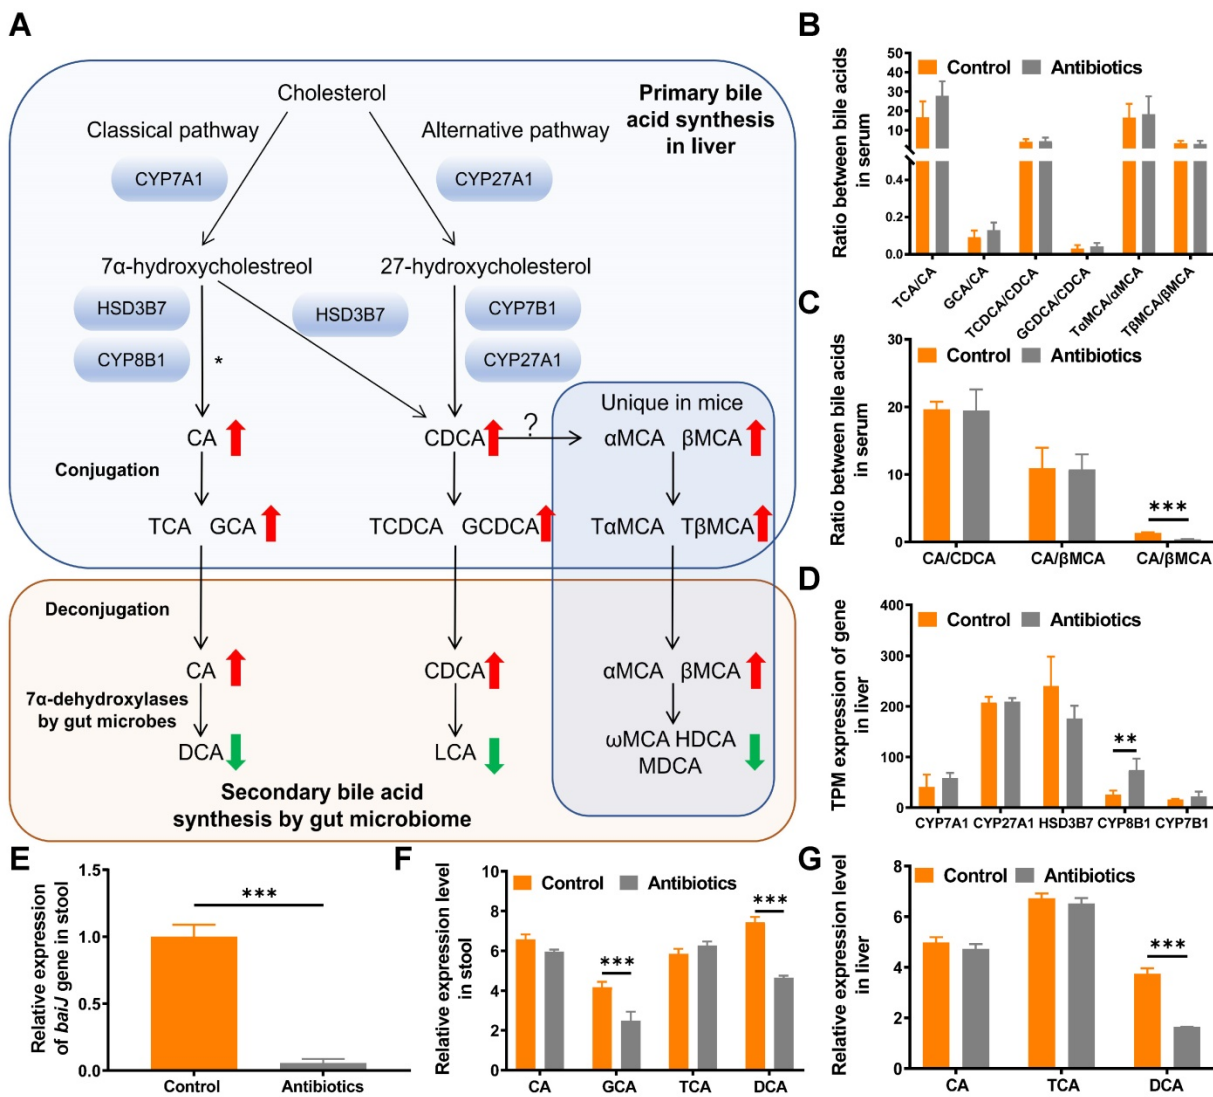 A
Cholesterol
Classical pathway
Alternative pathway
Primary bile
acid synthesis
in liver
CYP7A1
CYP27A1
7α-hydroxycholestreol
27-hydroxycholesterol
HSD3B7
HSD3B7
CYP7B1
CYP8B1
*
CYP27A1
Unique in mice
CA
CDCA
?
αMCA βMCA
Conjugation
TCA GCA
TCDCA GCDCA
TαMCA TβMCA
Deconjugation
CA
CDCA
αMCA βMCA
7α-dehydroxylases
by gut microbes
DCA
LCA
ωMCA HDCA
MDCA
Secondary bile acid
synthesis by gut microbiome
B
Ratio between bile acids
in serum
50
40
30
20
10
0.4
0.2
0.0
Control
Antibiotics
TCA/CA
GCA/CA
TCDCA/CDCA
GCDCA/CDCA
TαMCA/αMCA
TβMCA/βMCA
C
Ratio between bile acids
in serum
30
20
10
0
Control
Antibiotics
***
CA/CDCA
CA/βMCA
CA/βMCA
D
TPM expression of gene
in liver
400
300
200
100
0
Control
Antibiotics
**
CYP7A1
CYP27A1
HSD3B7
CYP8B1
CYP7B1
E
Relative expression
of baiJ gene in stool
1.5
1.0
0.5
0.0
***
Control
Antibiotics
F
Relative expression level
in stool
10
8
6
4
2
0
Control
Antibiotics
***
***
CA
GCA
TCA
DCA
G
Relative expression level
in liver
8
6
4
2
0
Control
Antibiotics
***
CA
TCA
DCA